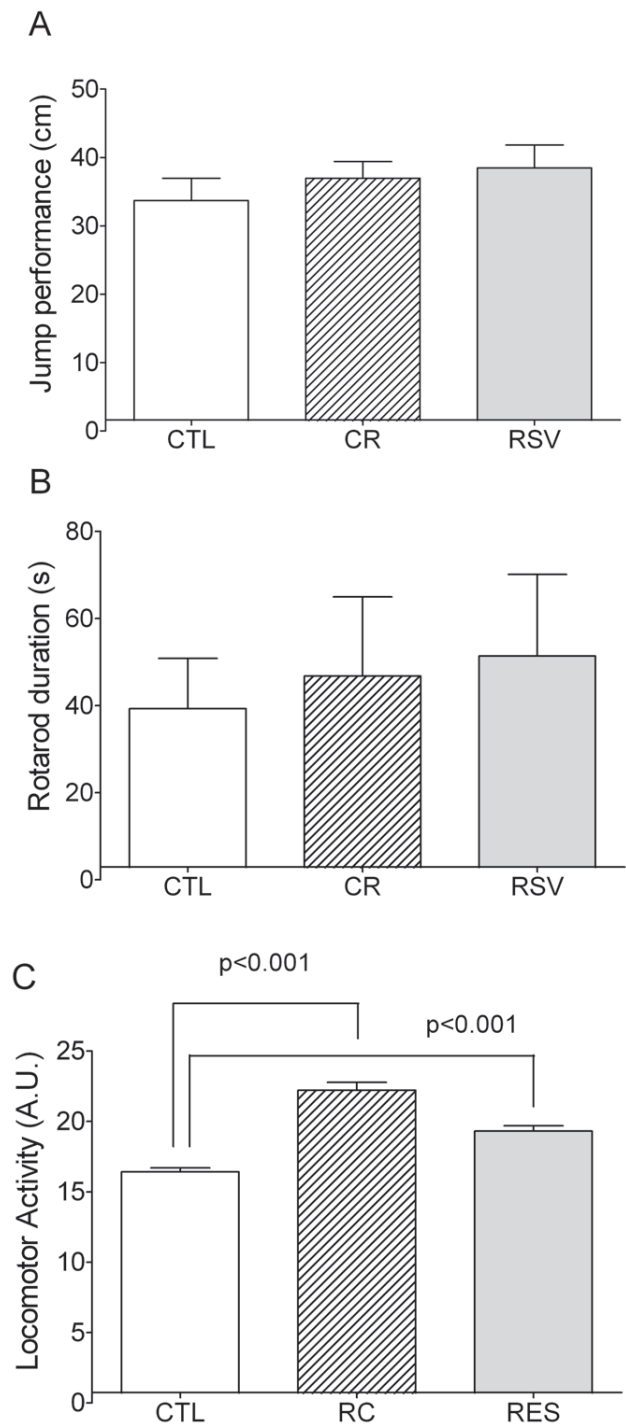 A
Jump performance (cm)
50
40
30
20
10
0
CTL CR RSV
B
Rotarod duration (s)
80
60
40
20
0
CTL CR RSV
C
p<0.001
p<0.001
Locomotor Activity (A.U.)
25
20
15
10
5
0
CTL RC RES